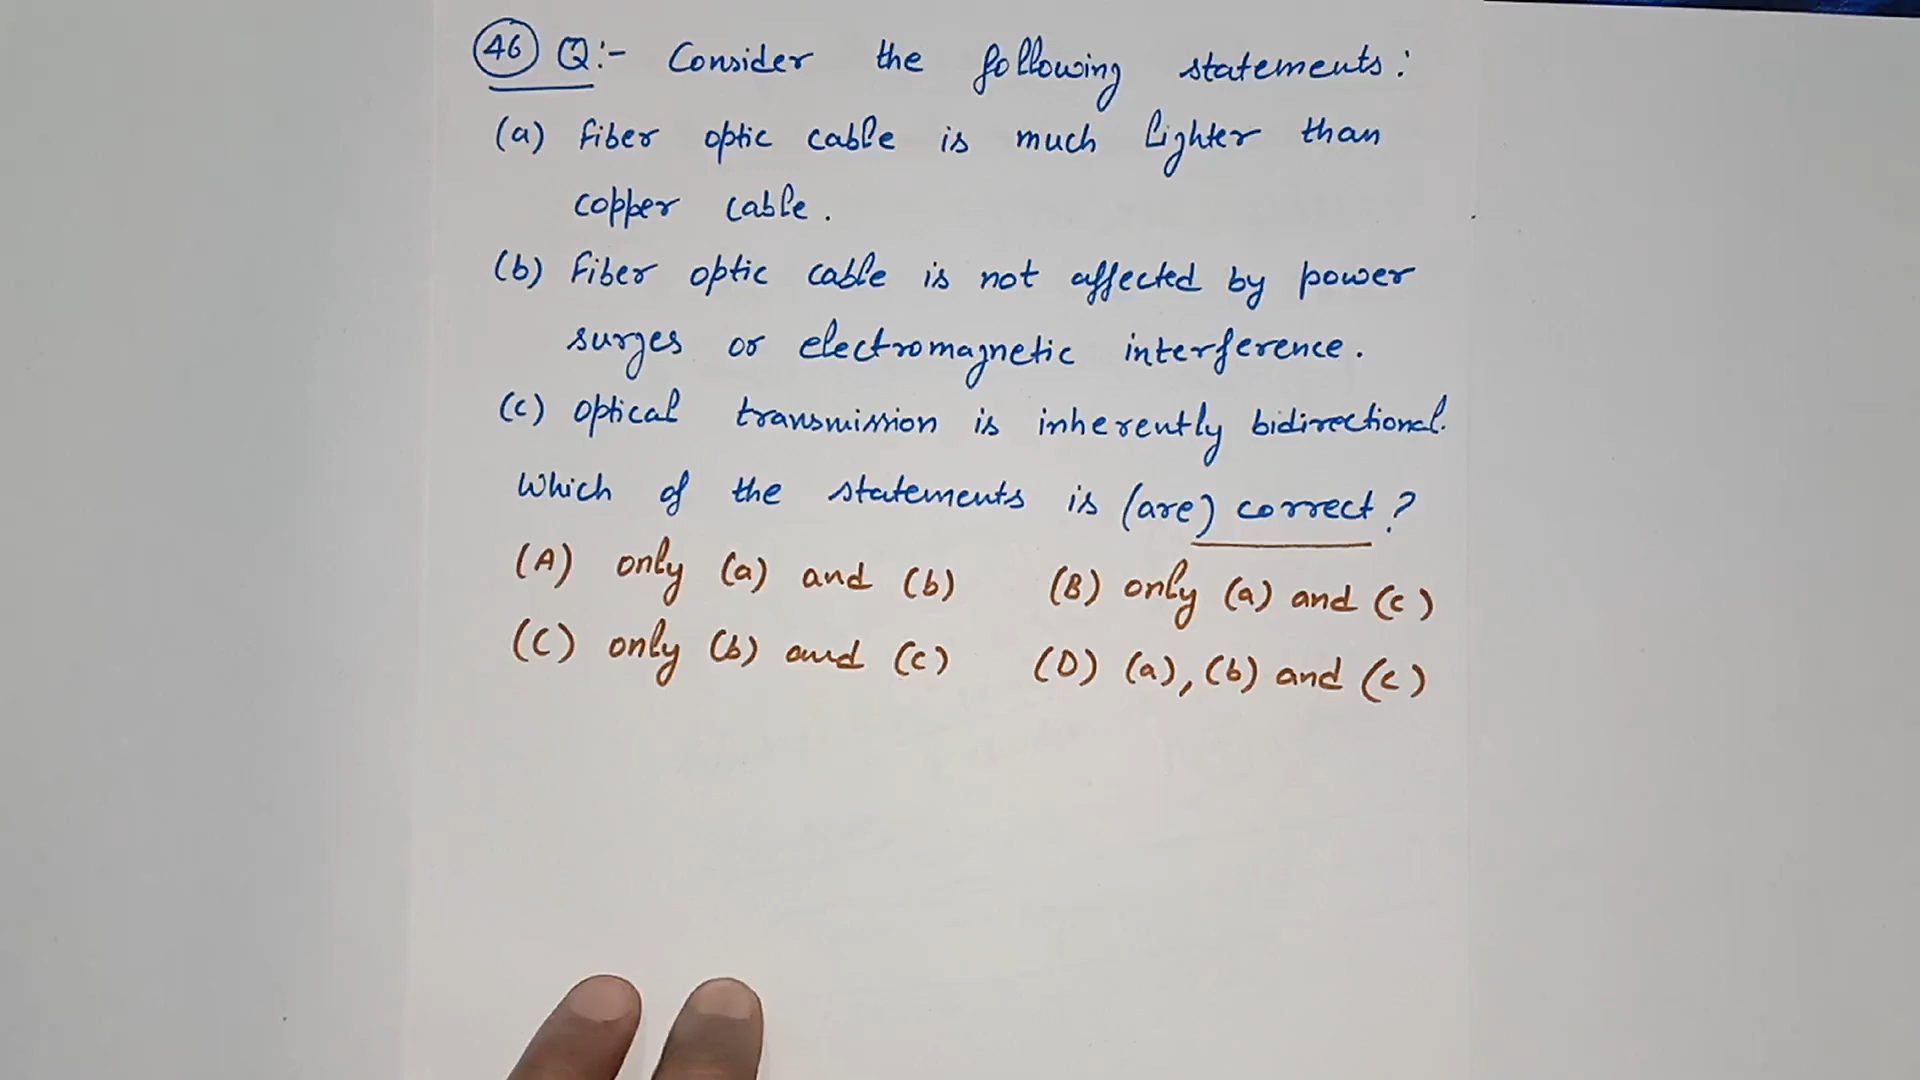 46 Q:- Consider the following statements:
(a) Fiber optic cable is much lighter than
copper cable.
(b) Fiber optic cable is not affected by power
surges or electromagnetic interference.
(c) optical transmission is inherently bidirectional.
Which of the statements is (are) correct?
(A) only (a) and (b) (B) only (a) and (c)
(C) only (b) and (c) (D) (a), (b) and (c)